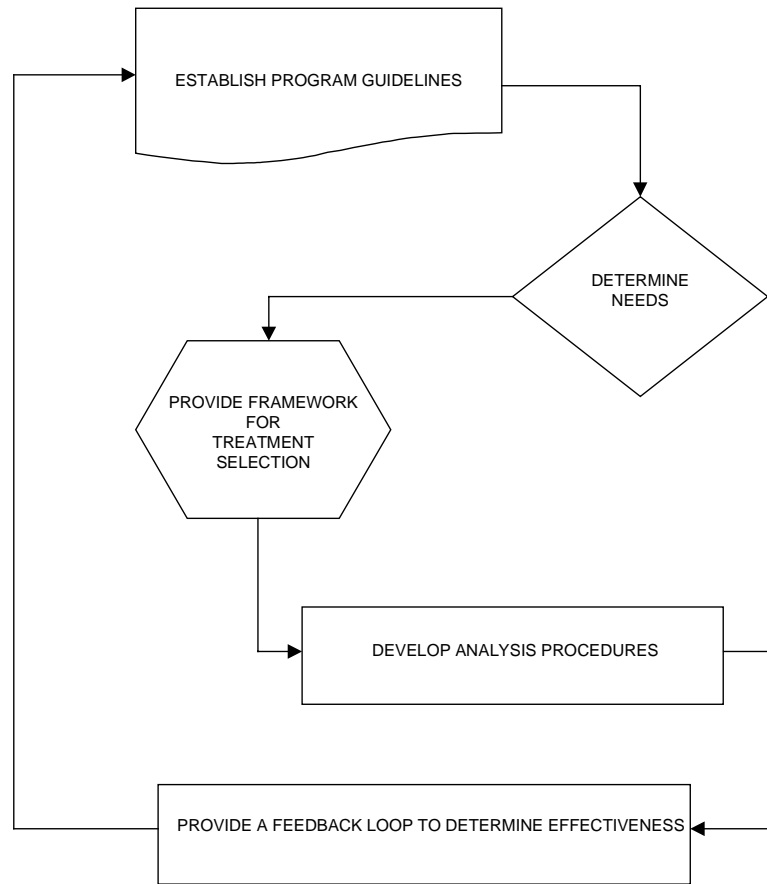 ESTABLISH PROGRAM GUIDELINES
DETERMINE
NEEDS
PROVIDE FRAMEWORK
FOR
TREATMENT
SELECTION
DEVELOP ANALYSIS PROCEDURES
PROVIDE A FEEDBACK LOOP TO DETERMINE EFFECTIVENESS